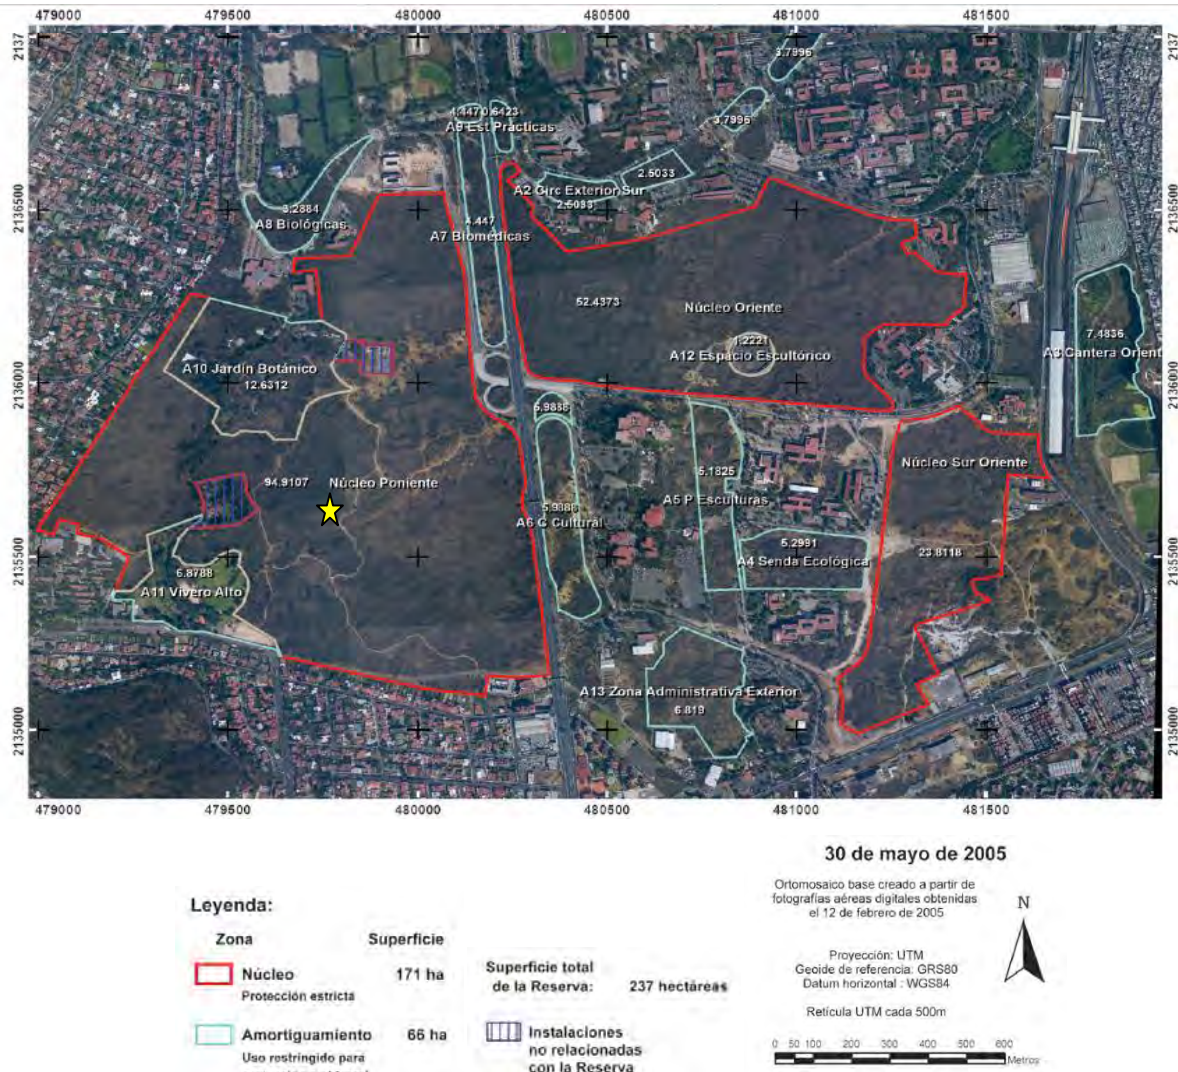 479000 479500 480000 480500 481000 481500
2137
2137
3.7996
4.447
0.6423
A9 Est Prácticas
3.7996
2.5033
A2 Circ Exterior Sur
2.5033
2136500
2136500
3.2884
A8 Biológicas
4.447
A7 Biomédicas
52.4373
Núcleo Oriente
7.4836
A3 Cantera Orient
1.2221
A12 Espacio Escultórico
A10 Jardín Botánico
12.6312
2136000
2136000
5.9888
Núcleo Sur Oriente
94.9107
Núcleo Poniente
5.1825
A5 P Esculturas
5.9888
A6 C Cultural
5.2991
A4 Senda Ecológica
23.8118
2135500
2135500
6.8788
A11 Vivero Alto
A13 Zona Administrativa Exterior
6.819
2135000
2135000
479000 479500 480000 480500 481000 481500
30 de mayo de 2005
Ortomosaico base creado a partir de
fotografías aéreas digitales obtenidas
el 12 de febrero de 2005
N
Proyección: UTM
Geoide de referencia: GRS80
Datum horizontal : WGS84
Retícula UTM cada 500m
0 50 100 200 300 400 500 600
Metros
Leyenda:
Zona Superficie
Núcleo 171 ha
Protección estricta
Amortiguamiento 66 ha
Uso restringido para
Superficie total
de la Reserva: 237 hectáreas
Instalaciones
no relacionadas
con la Reserva